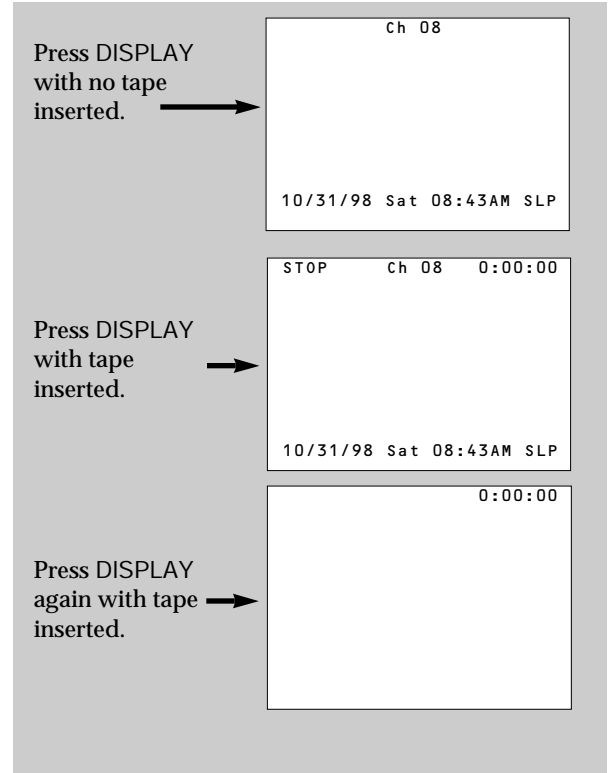 Press DISPLAY
with no tape
inserted.
Ch 08
10/31/98 Sat 08:43AM SLP
Press DISPLAY
with tape
inserted.
STOP Ch 08 0:00:00
10/31/98 Sat 08:43AM SLP
Press DISPLAY
again with tape
inserted.
0:00:00